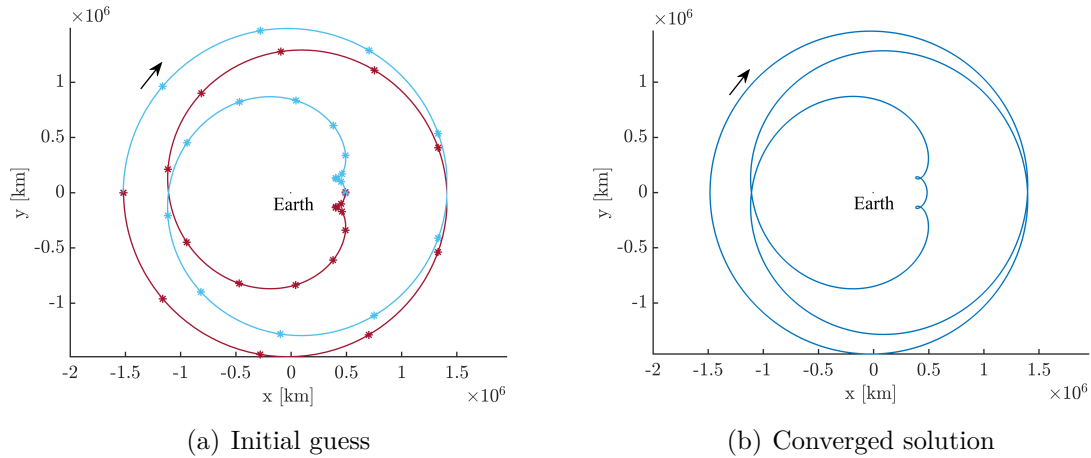 ×10⁶
1
0.5
0
-0.5
-1
y [km]
Earth
-2 -1.5 -1 -0.5 0 0.5 1 1.5
x [km]
×10⁶
(a) Initial guess
×10⁶
1
0.5
0
-0.5
-1
y [km]
Earth
-2 -1.5 -1 -0.5 0 0.5 1 1.5
x [km]
×10⁶
(b) Converged solution